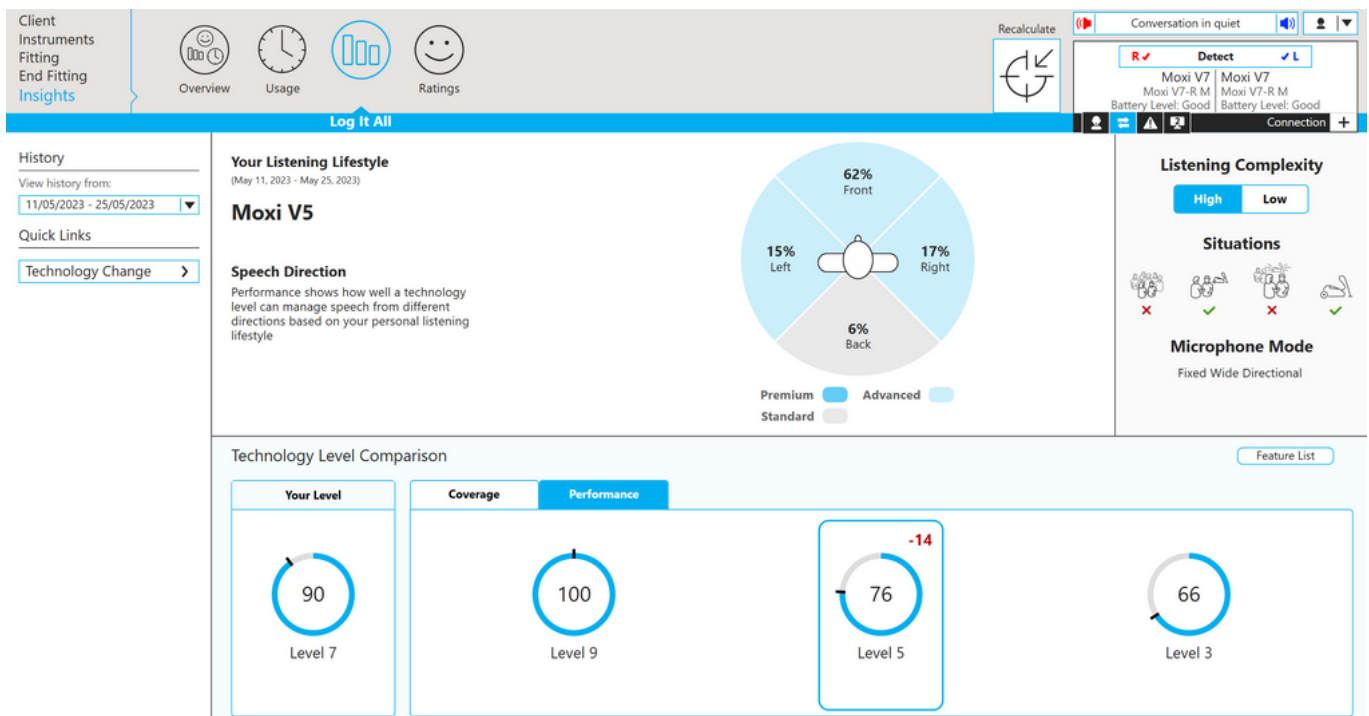 Client
Instruments
Fitting
End Fitting
Insights
Overview
Usage
Ratings
Log It All
Recalculate
Conversation in quiet
R Detect L
Moxi V7 Moxi V7
Moxi V7-R M Moxi V7-R M
Battery Level: Good Battery Level: Good
2
Connection +
History
View history from:
11/05/2023 - 25/05/2023
Quick Links
Technology Change
Your Listening Lifestyle
(May 11, 2023 - May 25, 2023)
Moxi V5
Speech Direction
Performance shows how well a technology
level can manage speech from different
directions based on your personal listening
lifestyle
62%
Front
15%
Left
17%
Right
6%
Back
Premium Advanced
Standard
Listening Complexity
High Low
Situations
Microphone Mode
Fixed Wide Directional
Technology Level Comparison
Feature List
Your Level
Coverage
Performance
90
Level 7
100
Level 9
-14
76
Level 5
66
Level 3